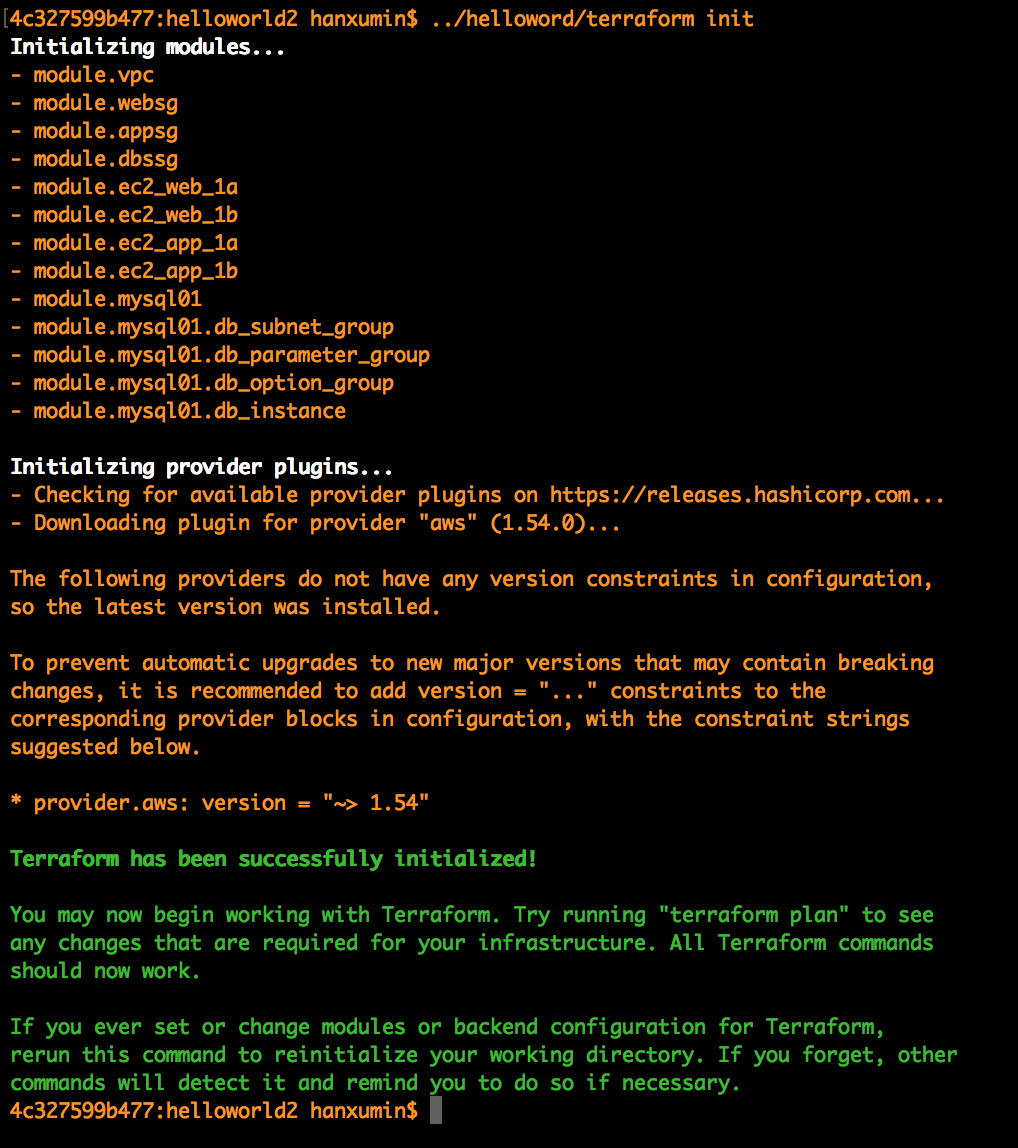 [4c327599b477:helloworld2 hanxumin$ ../helloword/terraform init
Initializing modules...
- module.vpc
- module.websg
- module.appsg
- module.dbssg
- module.ec2_web_1a
- module.ec2_web_1b
- module.ec2_app_1a
- module.ec2_app_1b
- module.mysql01
- module.mysql01.db_subnet_group
- module.mysql01.db_parameter_group
- module.mysql01.db_option_group
- module.mysql01.db_instance
Initializing provider plugins...
- Checking for available provider plugins on https://releases.hashicorp.com...
- Downloading plugin for provider "aws" (1.54.0)...
The following providers do not have any version constraints in configuration,
so the latest version was installed.
To prevent automatic upgrades to new major versions that may contain breaking
changes, it is recommended to add version = "..." constraints to the
corresponding provider blocks in configuration, with the constraint strings
suggested below.
* provider.aws: version = "~> 1.54"
Terraform has been successfully initialized!
You may now begin working with Terraform. Try running "terraform plan" to see
any changes that are required for your infrastructure. All Terraform commands
should now work.
If you ever set or change modules or backend configuration for Terraform,
rerun this command to reinitialize your working directory. If you forget, other
commands will detect it and remind you to do so if necessary.
4c327599b477:helloworld2 hanxumin$